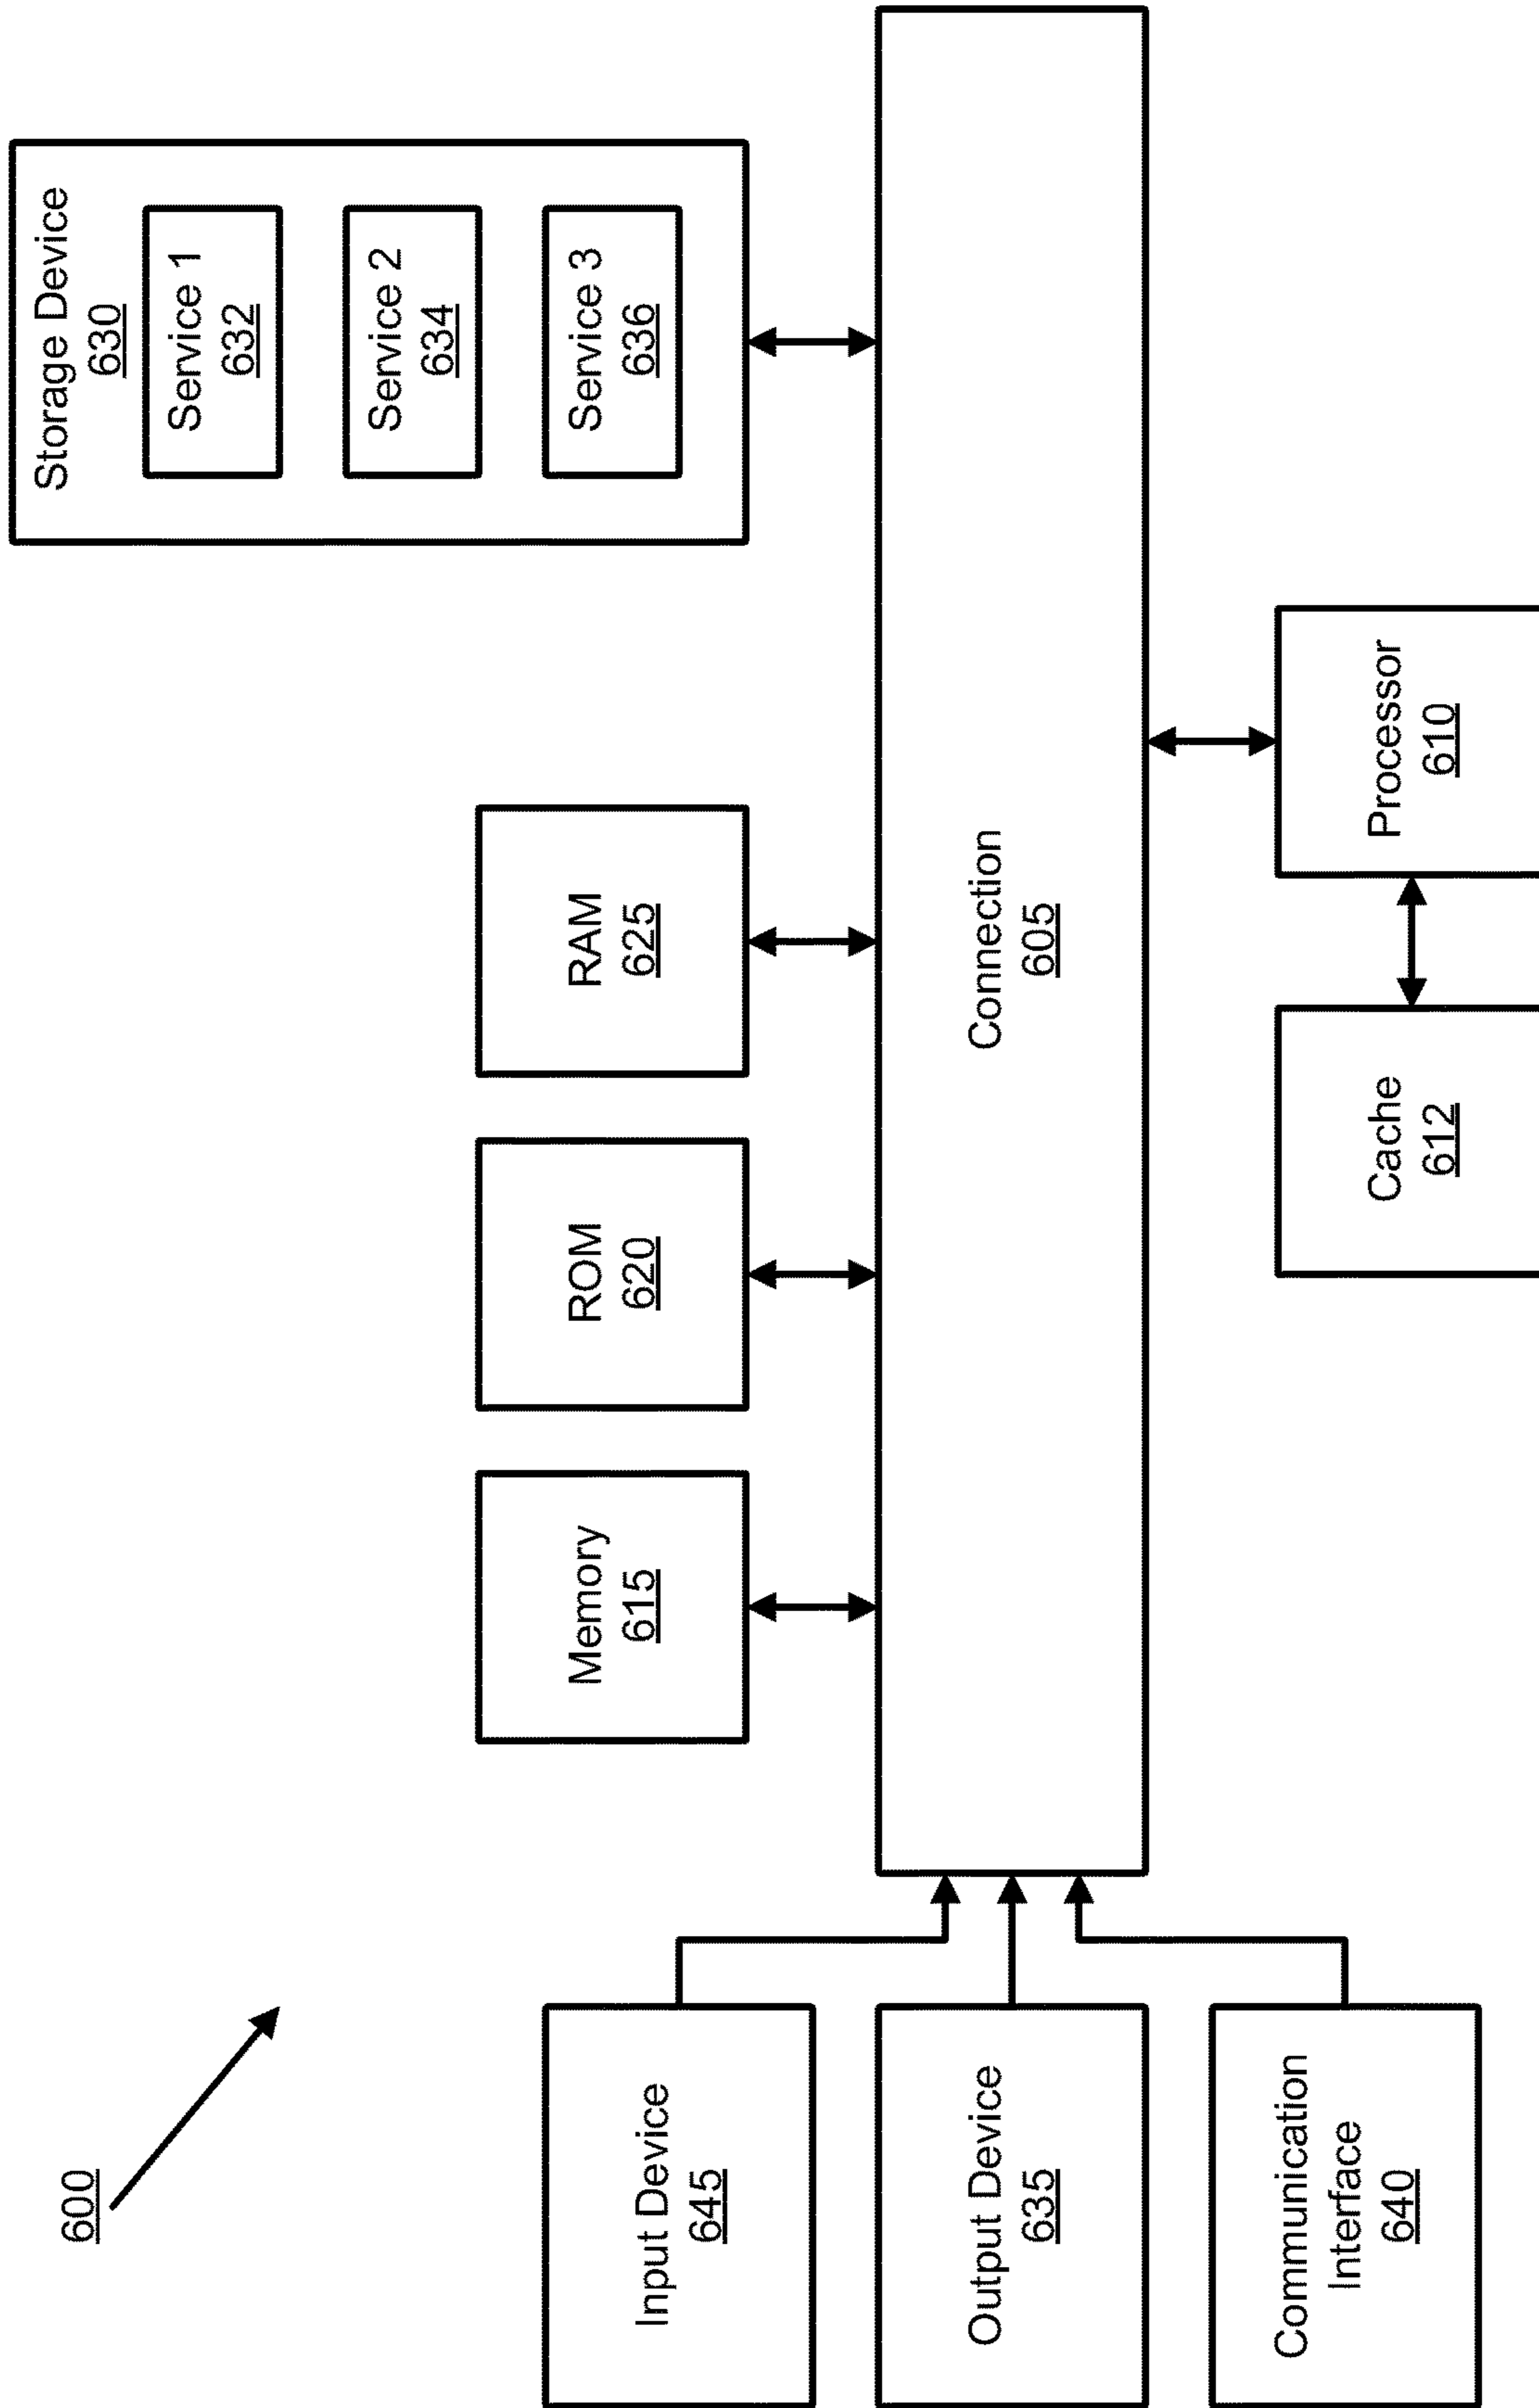 600
Storage Device
630
Service 1
632
Service 2
634
Service 3
636
Memory
615
ROM
620
RAM
625
Input Device
645
Output Device
635
Communication
Interface
640
Connection
605
Cache
612
Processor
610